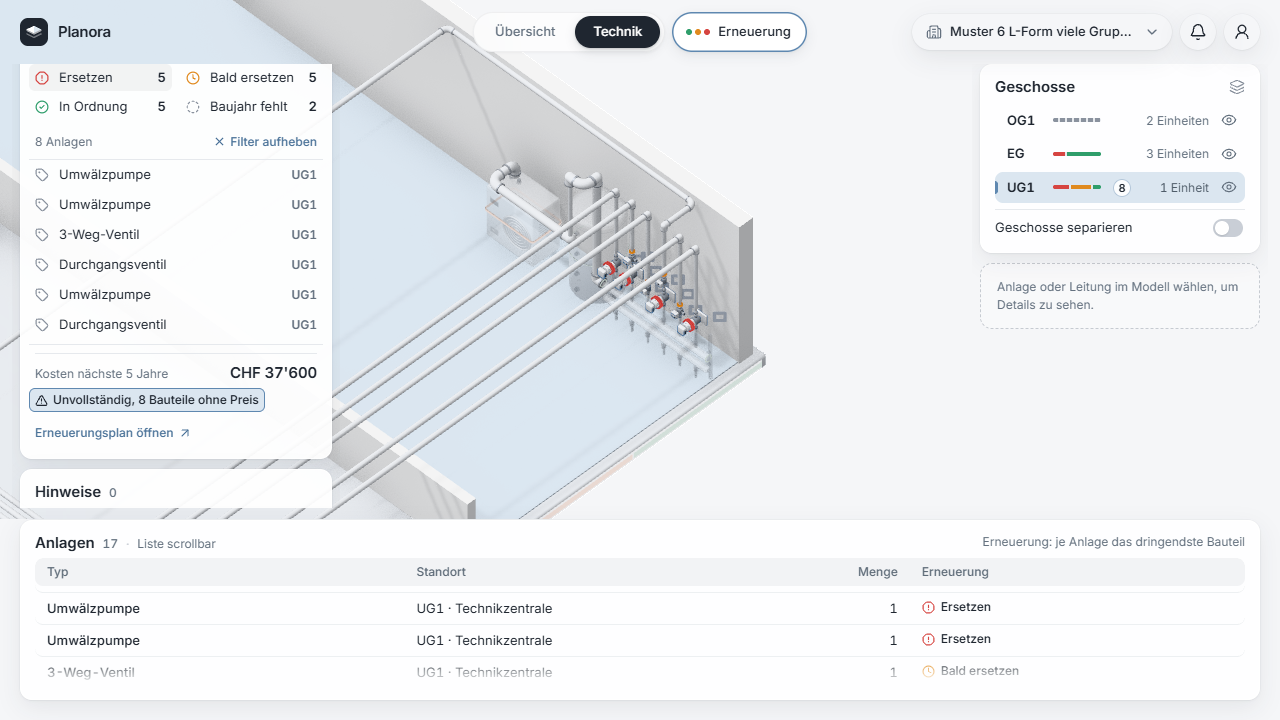 Planora
Übersicht
Technik
Erneuerung
Muster 6 L-Form viele Grup...
Ersetzen 5
Bald ersetzen 5
In Ordnung 5
Baujahr fehlt 2
8 Anlagen
Filter aufheben
Umwälzpumpe UG1
Umwälzpumpe UG1
3-Weg-Ventil UG1
Durchgangsventil UG1
Umwälzpumpe UG1
Durchgangsventil UG1
Kosten nächste 5 Jahre CHF 37'600
Unvollständig, 8 Bauteile ohne Preis
Erneuerungsplan öffnen
Hinweise 0
Geschosse
OG1 2 Einheiten
EG 3 Einheiten
UG1 8 1 Einheit
Geschosse separieren
Anlage oder Leitung im Modell wählen, um
Details zu sehen.
Anlagen 17 · Liste scrollbar
Erneuerung: je Anlage das dringendste Bauteil
Typ Standort Menge Erneuerung
Umwälzpumpe UG1 · Technikzentrale 1 Ersetzen
Umwälzpumpe UG1 · Technikzentrale 1 Ersetzen
3-Weg-Ventil UG1 · Technikzentrale 1 Bald ersetzen